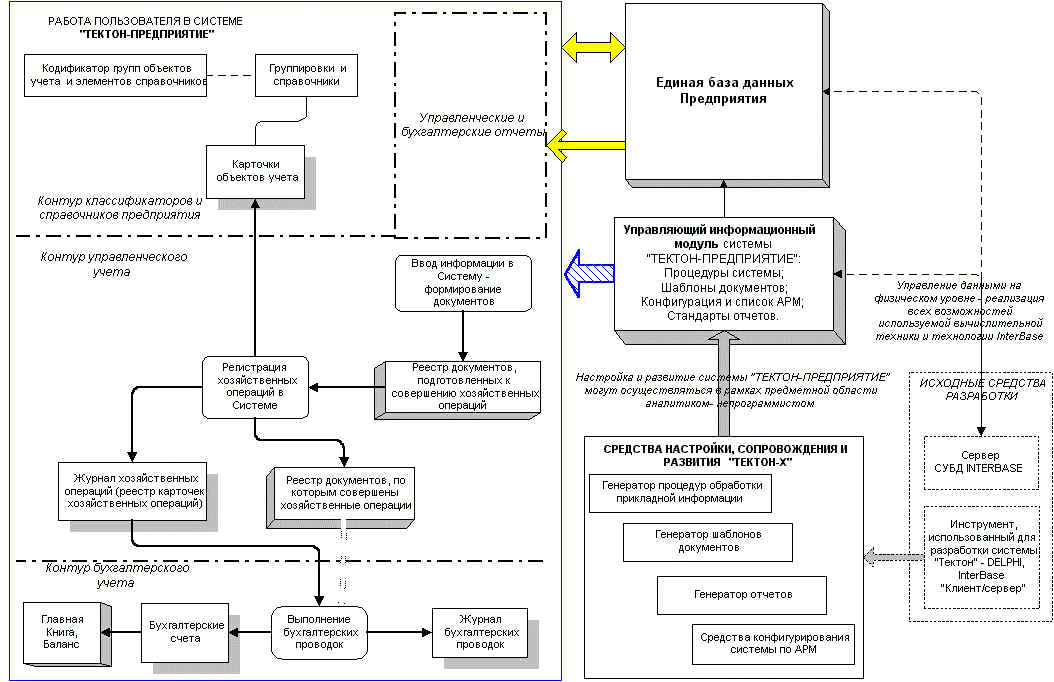 РАБОТА ПОЛЬЗОВАТЕЛЯ В СИСТЕМЕ
"ТЕКТОН-ПРЕДПРИЯТИЕ"
Кодификатор групп объектов
учета и элементов справочников
Группировки и
справочники
Карточки
объектов учета
Контур классификаторов и
справочников предприятия
Управленческие и
бухгалтерские отчеты
Единая база данных
Предприятия
Контур управленческого
учета
Ввод информации в
Систему -
формирование
документов
Управляющий информационный
модуль системы
"ТЕКТОН-ПРЕДПРИЯТИЕ":
Процедуры системы;
Шаблоны документов;
Конфигурация и список АРМ;
Стандарты отчетов.
Управление данными на
физическом уровне - реализация
всех возможностей
используемой вычислительной
техники и технологии InterBase
Регистрация
хозяйственных
операций в
Системе
Реестр документов,
подготовленных к
совершению хозяйственных
операций
Настройка и развитие системы "ТЕКТОН-ПРЕДПРИЯТИЕ"
могут осуществляться в рамках предметной области
аналитиком- непрограммистом
ИСХОДНЫЕ СРЕДСТВА
РАЗРАБОТКИ
Сервер
СУБД INTERBASE
Инструмент,
использованный для
разработки системы
"Тектон" - DELPHI,
InterBase
"Клиент/сервер"
СРЕДСТВА НАСТРОЙКИ, СОПРОВОЖДЕНИЯ И
РАЗВИТИЯ "ТЕКТОН-Х"
Генератор процедур обработки
прикладной информации
Генератор шаблонов
документов
Генератор отчетов
Средства конфигурирования
системы по АРМ
Журнал хозяйственных
операций (реестр карточек
хозяйственных операций)
Реестр документов, по
которым совершены
хозяйственные операции
Контур бухгалтерского
учета
Главная
Книга,
Баланс
Бухгалтерские
счета
Выполнение
бухгалтерских
проводок
Журнал
бухгалтерских
проводок